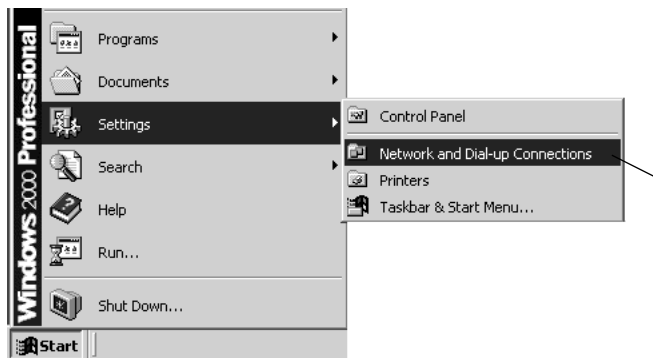 Windows 2000 Professional
Programs
Documents
Settings
Search
Help
Run...
Shut Down...
Start
Control Panel
Network and Dial-up Connections
Printers
Taskbar & Start Menu...